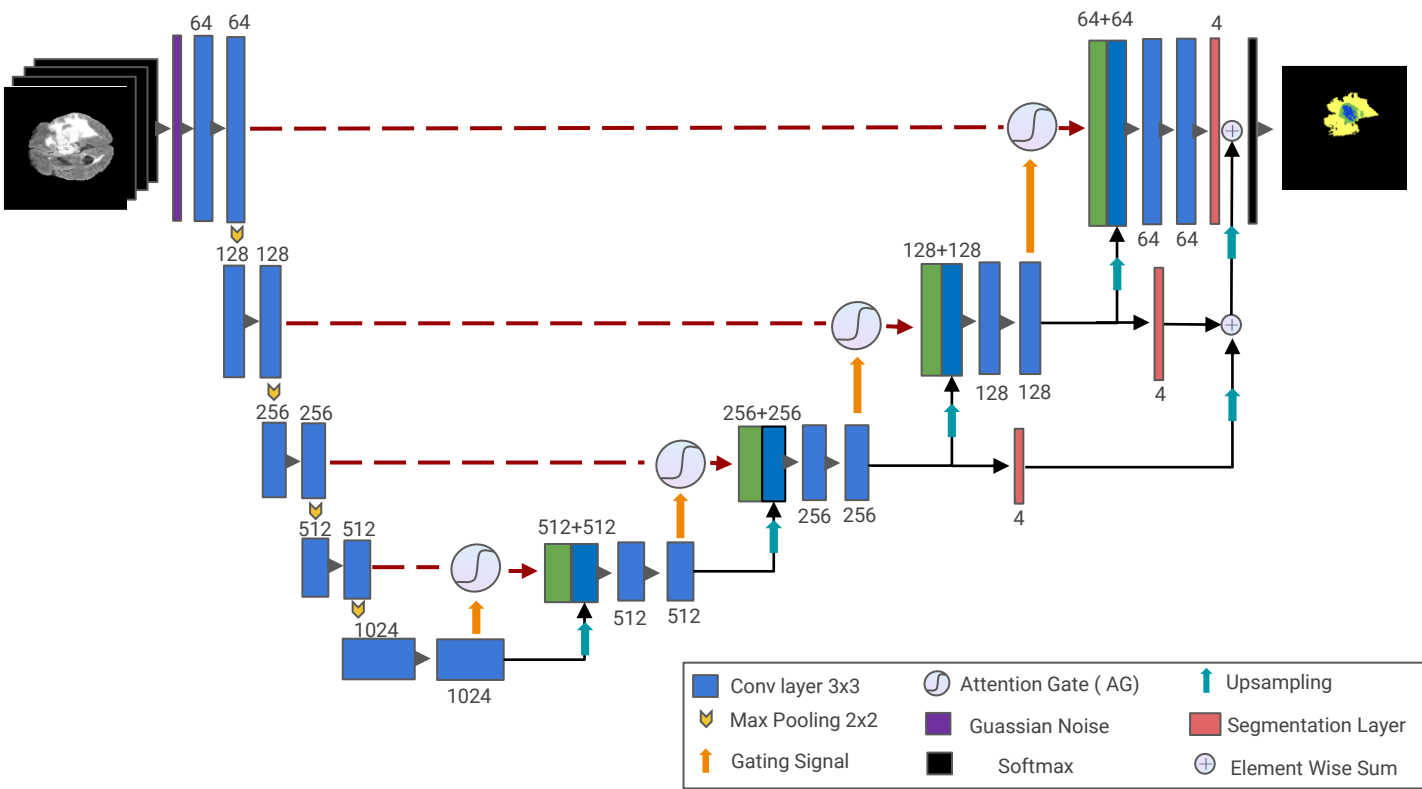 64 64
64+64 4
64 64
128 128
128+128
128 128
4
256 256
256+256
256 256
4
512 512
512+512
512 512
1024
1024
Conv layer 3x3
Attention Gate ( AG)
Upsampling
Max Pooling 2x2
Guassian Noise
Segmentation Layer
Gating Signal
Softmax
Element Wise Sum